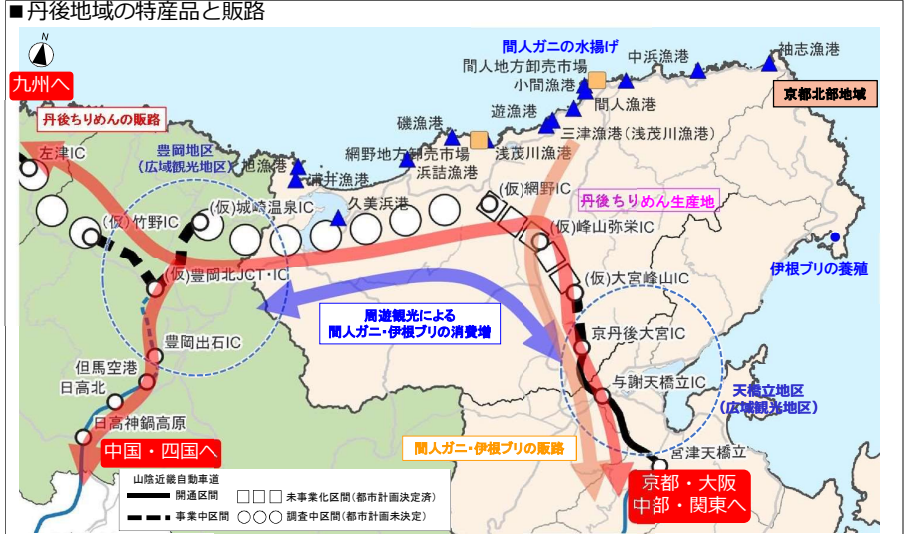 ■丹後地域の特産品と販路
N
九州へ
丹後ちりめんの販路
間人ガニの水揚げ
間人地方卸売市場
小間漁港
中浜漁港
袖志漁港
京都北部地域
遊漁港
間人漁港
三津漁港(浅茂川漁港)
磯漁港
網野地方卸売市場
浅茂川漁港
浜詰漁港
左津IC
豊岡地区
(広域観光地区)
旭漁港
蒲井漁港
久美浜港
(仮)城崎温泉IC
(仮)竹野IC
(仮)網野IC
丹後ちりめん生産地
(仮)峰山弥栄IC
(仮)豊岡北JCT・IC
(仮)大宮峰山IC
伊根ブリの養殖
周遊観光による
間人ガニ・伊根ブリの消費増
京丹後大宮IC
豊岡出石IC
但馬空港
日高北
与謝天橋立IC
天橋立地区
(広域観光地区)
日高神鍋高原
中国・四国へ
間人ガニ・伊根ブリの販路
宮津天橋立
京都・大阪
中部・関東へ
山陰近畿自動車道
開通区間
未事業化区間(都市計画決定済)
事業中区間
調査中区間(都市計画未決定)